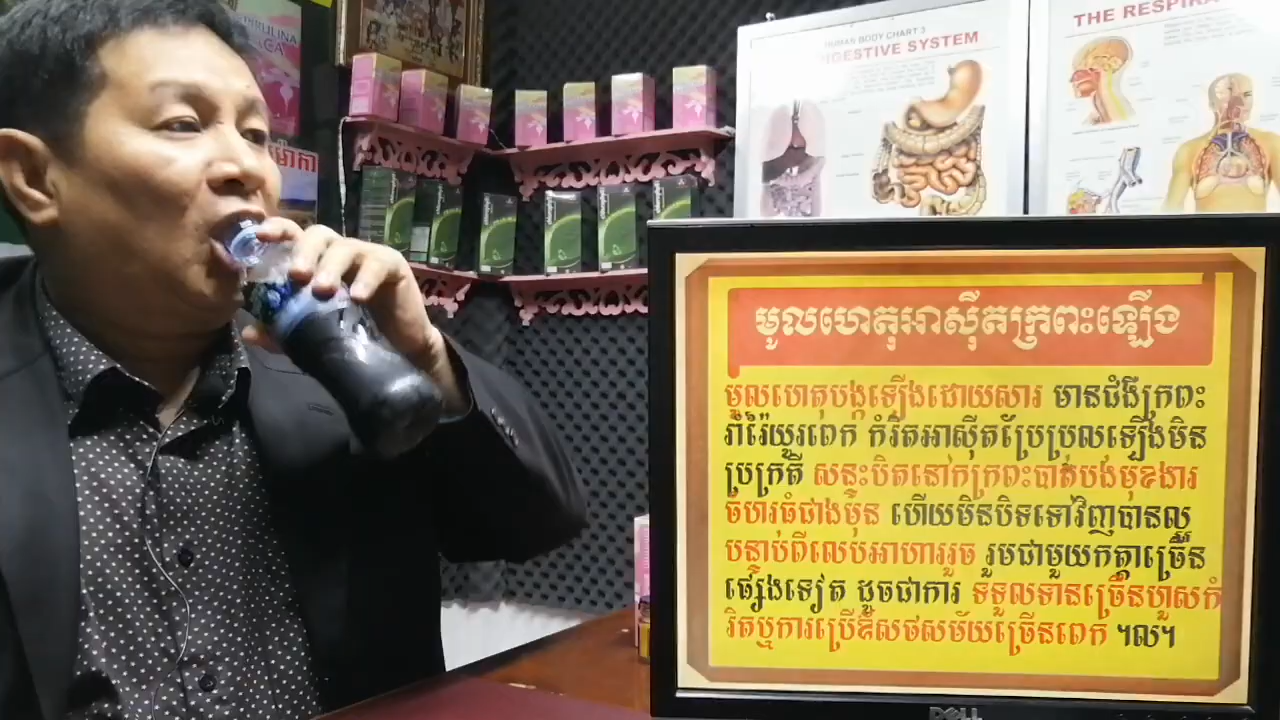 PIRULINA
ACA
ម៉ាកា
HUMAN BODY CHART 3
DIGESTIVE SYSTEM
THE RESPIRA
មូលហេតុអាស៊ីតក្រពះឡើង
មូលហេតុបង្កឡើងដោយសារ មានជំងឺក្រពះ
រ៉ាំរ៉ៃយូរពេក កំរិតអាស៊ីតប្រែប្រួលឡើងមិន
ប្រក្រតី សន្ទះបិតនៅកក្រពះបាត់បង់មុខងារ
ចំហរធំជាងមុន ហើយមិនបិទទៅវិញបានល្អ
បន្ទាប់ពីលេបអាហាររួច រួមជាមួយកត្តាច្រើន
ផ្សេងទៀត ដូចជាការ ទទួលទានច្រើនហួសកំ
រិតឬការប្រើឱសថសម័យច្រើនពេក ។ល។
DELL